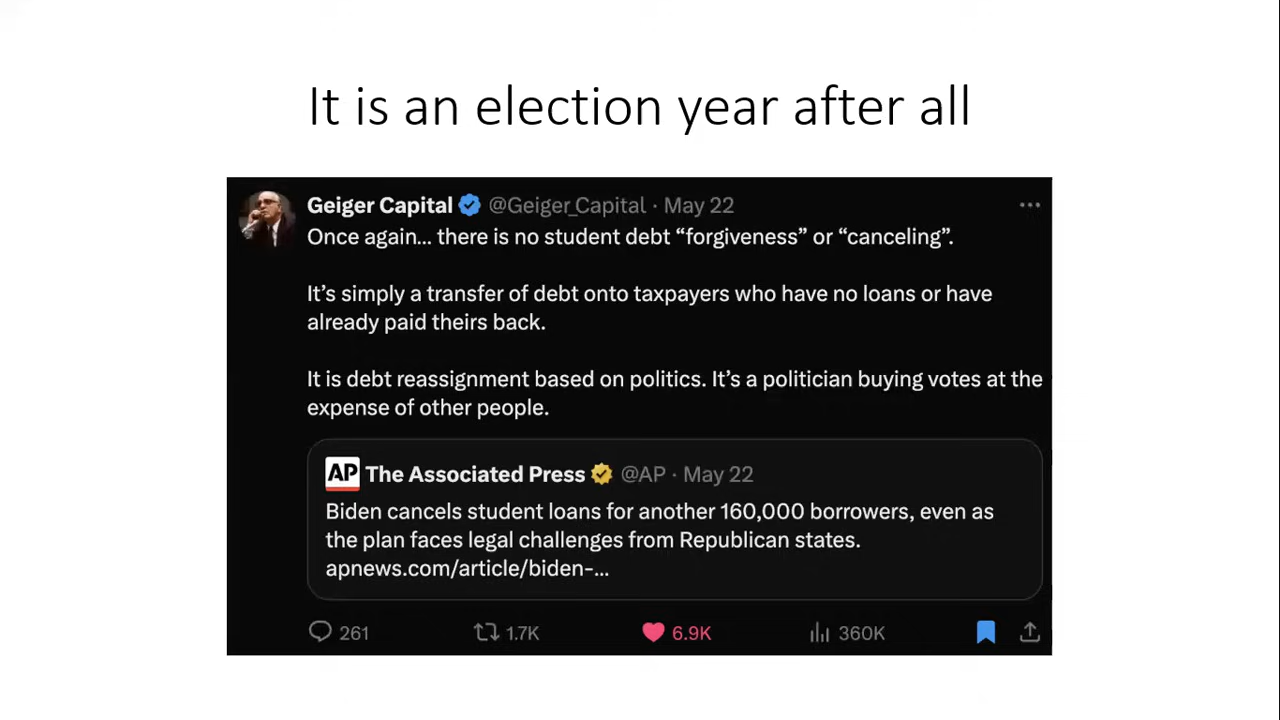 It is an election year after all
Geiger Capital @Geiger_Capital · May 22
Once again... there is no student debt “forgiveness” or “canceling”.
It’s simply a transfer of debt onto taxpayers who have no loans or have
already paid theirs back.
It is debt reassignment based on politics. It’s a politician buying votes at the
expense of other people.
AP The Associated Press @AP · May 22
Biden cancels student loans for another 160,000 borrowers, even as
the plan faces legal challenges from Republican states.
apnews.com/article/biden-...
261 1.7K 6.9K 360K